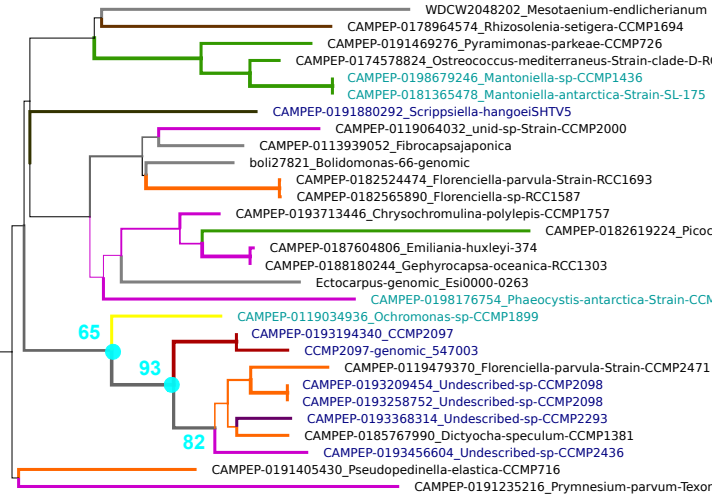 WDCW2048202_Mesotaenium-endlicherianum
CAMPEP-0178964574_Rhizosolenia-setigera-CCMP1694
CAMPEP-0191469276_Pyramimonas-parkeae-CCMP726
CAMPEP-0174578824_Ostreococcus-mediterraneus-Strain-clade-D-RC
CAMPEP-0198679246_Mantoniella-sp-CCMP1436
CAMPEP-0181365478_Mantoniella-antarctica-Strain-SL-175
CAMPEP-0191880292_Scrippsiella-hangoeiSHTV5
CAMPEP-0119064032_unid-sp-Strain-CCMP2000
CAMPEP-0113939052_Fibrocapsajaponica
boli27821_Bolidomonas-66-genomic
CAMPEP-0182524474_Florenciella-parvula-Strain-RCC1693
CAMPEP-0182565890_Florenciella-sp-RCC1587
CAMPEP-0193713446_Chrysochromulina-polylepis-CCMP1757
CAMPEP-0182619224_Picoc
CAMPEP-0187604806_Emiliania-huxleyi-374
CAMPEP-0188180244_Gephyrocapsa-oceanica-RCC1303
Ectocarpus-genomic_Esi0000-0263
CAMPEP-0198176754_Phaeocystis-antarctica-Strain-CCM
CAMPEP-0119034936_Ochromonas-sp-CCMP1899
65
CAMPEP-0193194340_CCMP2097
CCMP2097-genomic_547003
93
CAMPEP-0119479370_Florenciella-parvula-Strain-CCMP2471
CAMPEP-0193209454_Undescribed-sp-CCMP2098
CAMPEP-0193258752_Undescribed-sp-CCMP2098
CAMPEP-0193368314_Undescribed-sp-CCMP2293
CAMPEP-0185767990_Dictyocha-speculum-CCMP1381
82
CAMPEP-0193456604_Undescribed-sp-CCMP2436
CAMPEP-0191405430_Pseudopedinella-elastica-CCMP716
CAMPEP-0191235216_Prymnesium-parvum-Texom